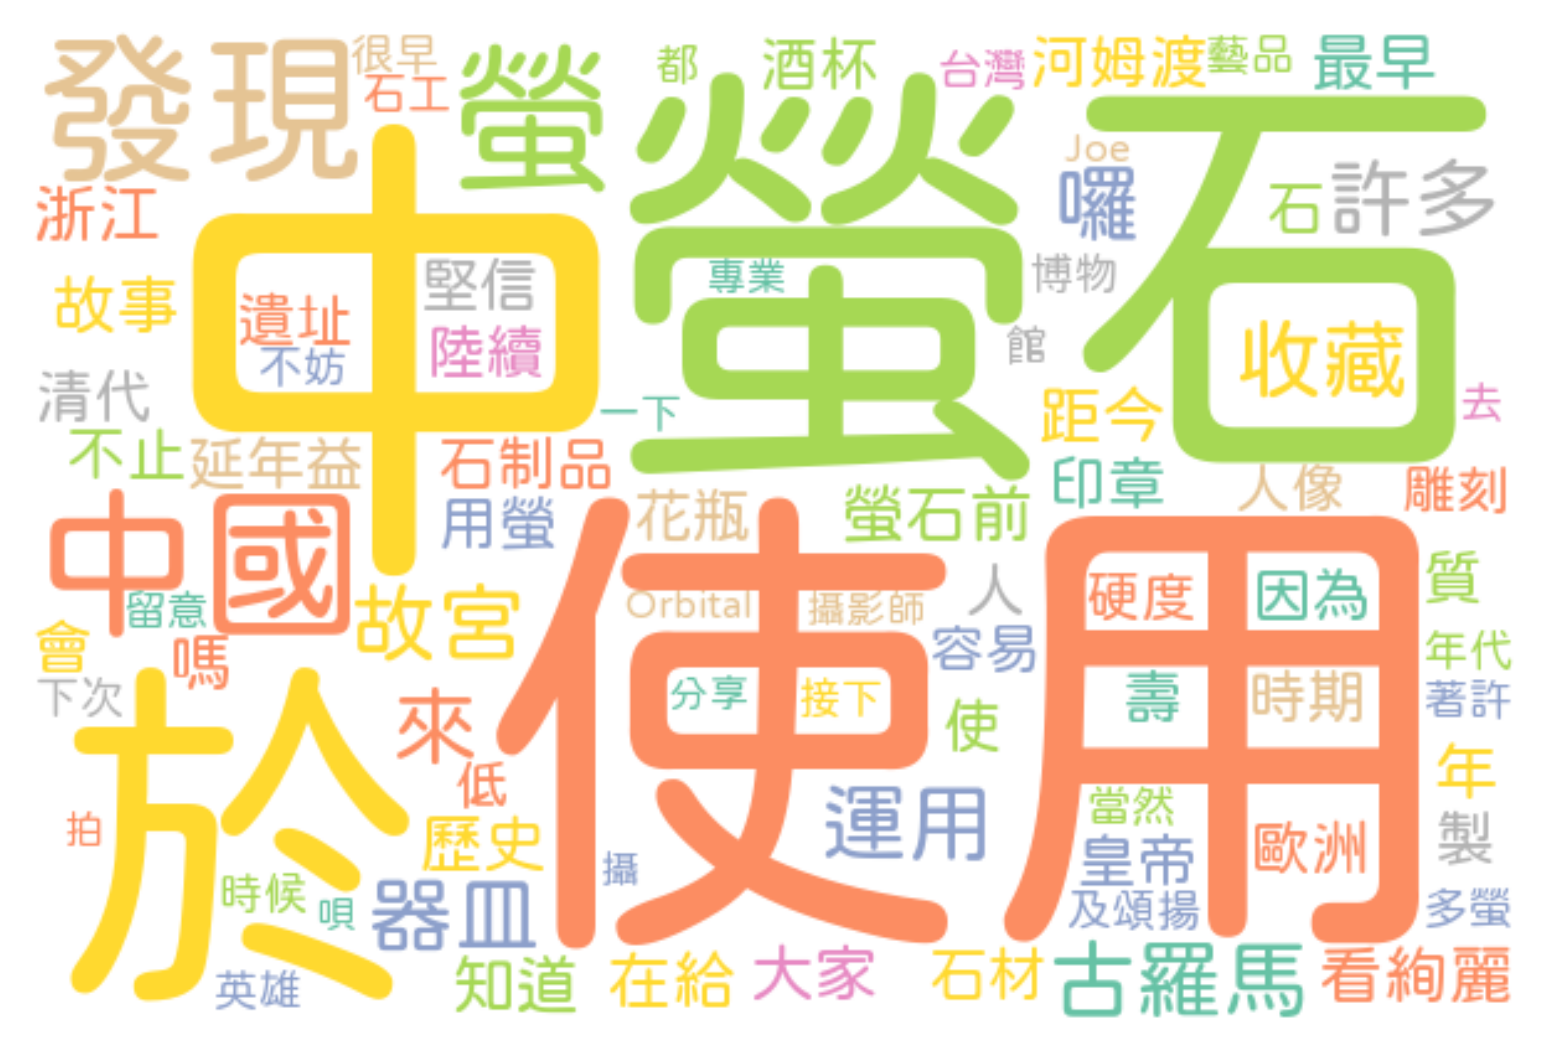 發現
很早
石工
螢
都
酒杯
台灣
河姆渡
藝品
最早
中
螢石
Joe
囉
石
許多
浙江
故事
遺址
不妨
堅信
陸續
專業
博物
館
收藏
清代
一下
距今
去
不止
延年益
石制品
印章
人像
雕刻
中國
用螢
花瓶
螢石前
使用
留意
故宮
Orbital
攝影師
人
容易
硬度
因為
質
會
嗎
年代
下次
於
來
分享
接下
使
壽
時期
著許
低
年
拍
歷史
攝
運用
當然
皇帝
歐洲
製
時候
唄
器皿
及頌揚
多螢
英雄
知道
在給
大家
石材
古羅馬
看絢麗